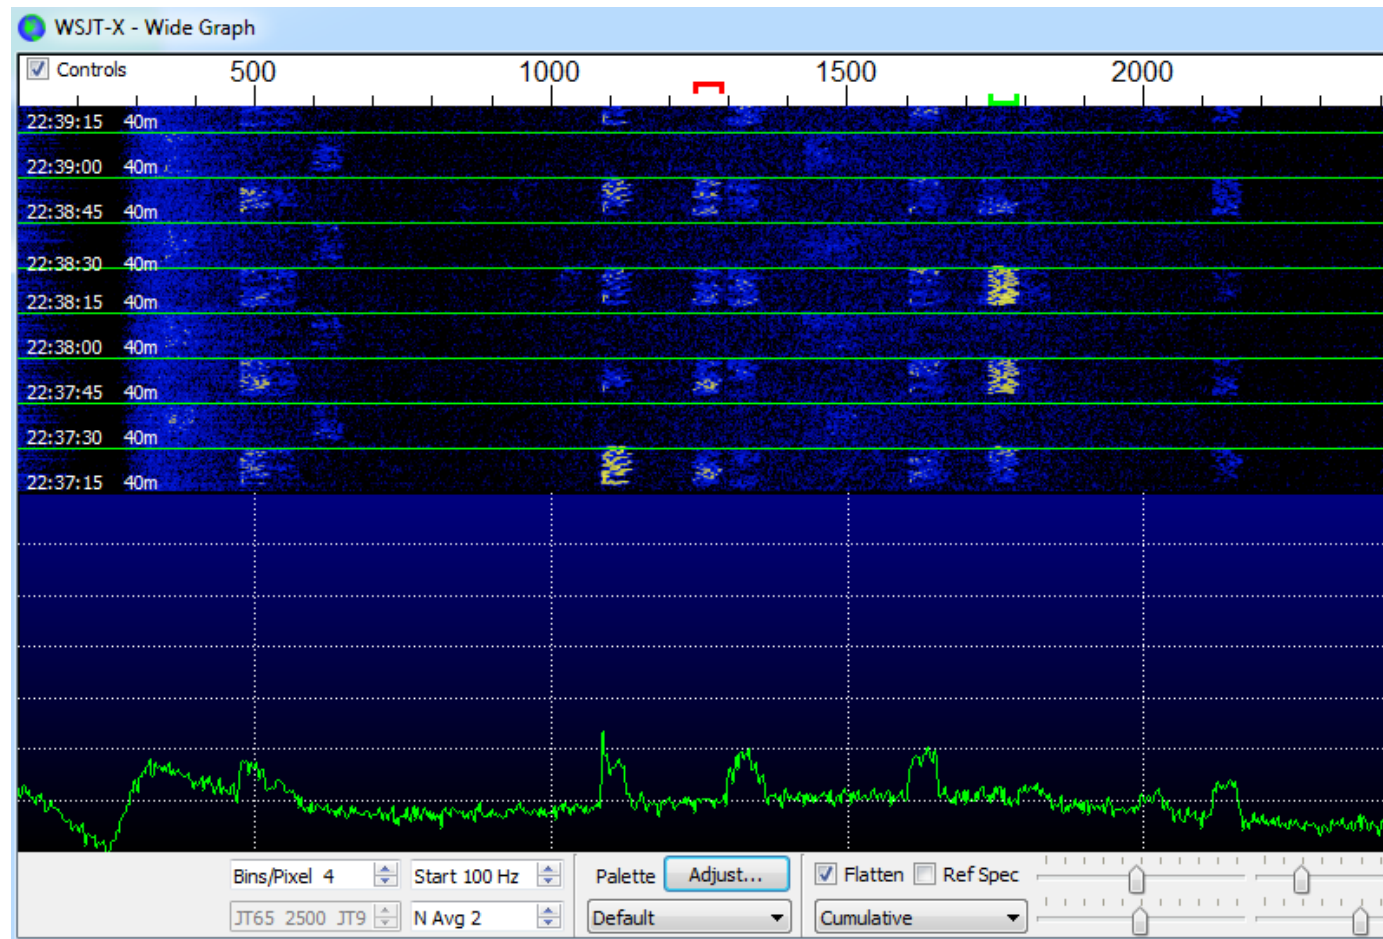 WSJT-X - Wide Graph
Controls 500 1000 1500 2000
22:39:15 40m
22:39:00 40m
22:38:45 40m
22:38:30 40m
22:38:15 40m
22:38:00 40m
22:37:45 40m
22:37:30 40m
22:37:15 40m
Bins/Pixel 4 Start 100 Hz Palette Adjust... Flatten Ref Spec
JT65 2500 JT9 N Avg 2 Default Cumulative